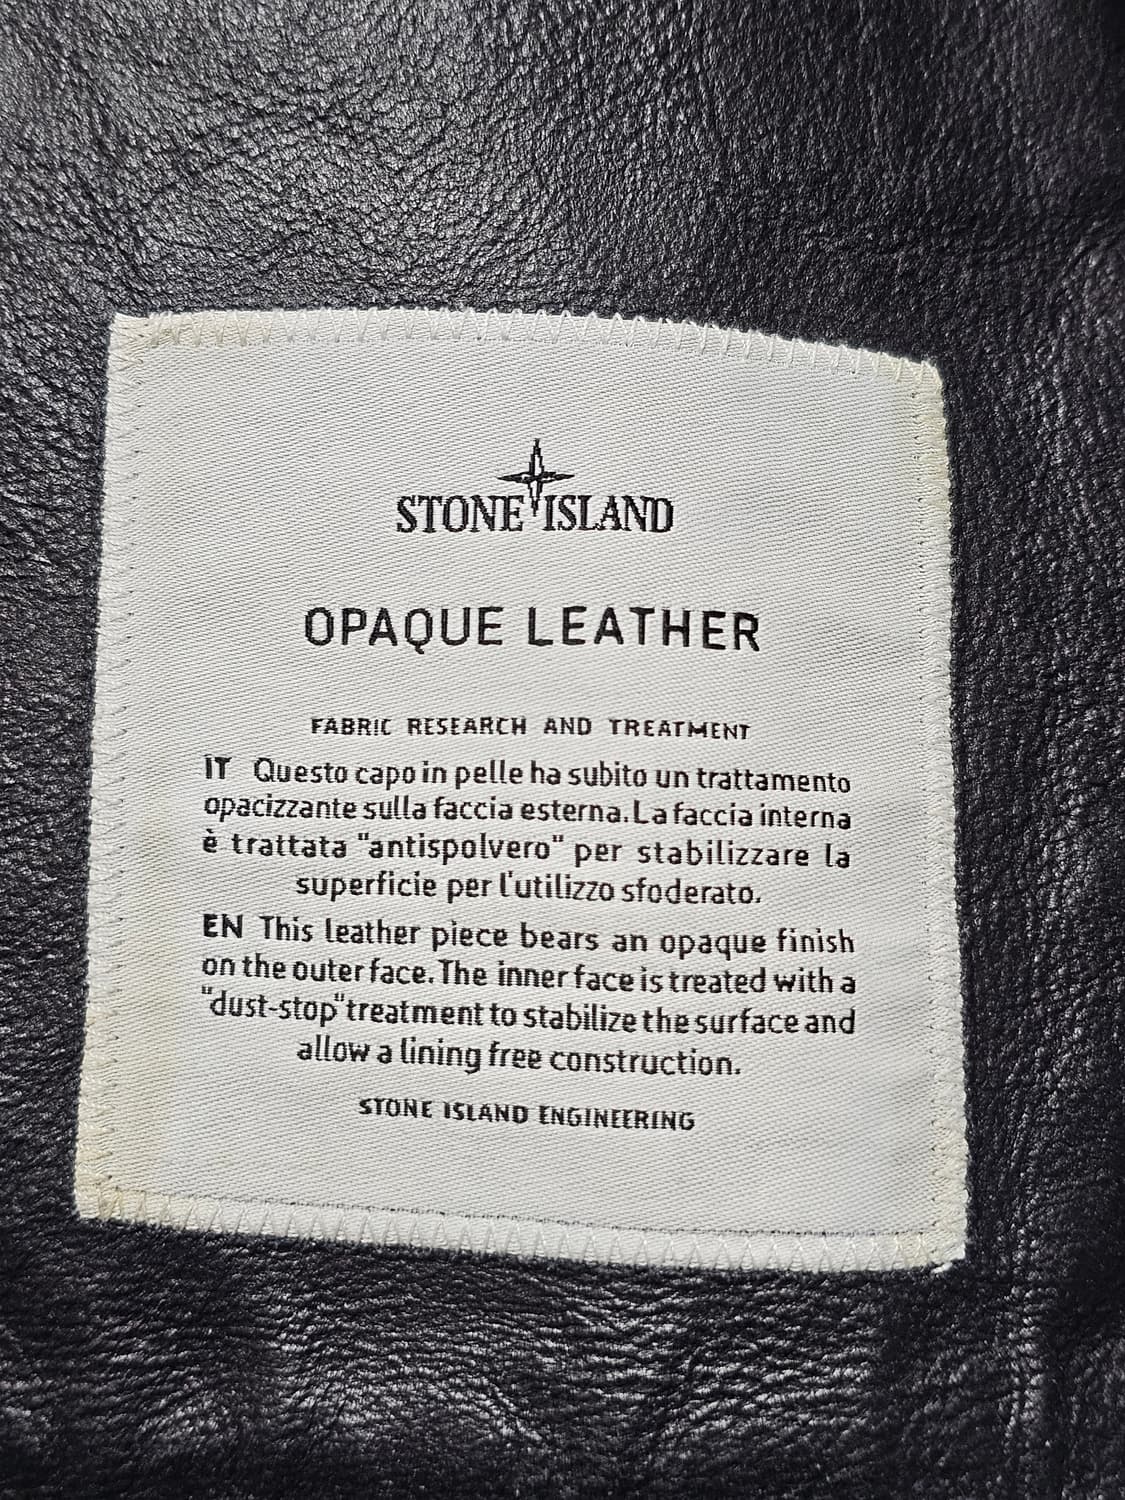 STONE ISLAND
OPAQUE LEATHER
FABRIC RESEARCH AND TREATMENT
IT Questo capo in pelle ha subito un trattamento
opacizzante sulla faccia esterna. La faccia interna
è trattata "antispolvero" per stabilizzare la
superficie per l'utilizzo sfoderato.
EN This leather piece bears an opaque finish
on the outer face. The inner face is treated with a
"dust-stop" treatment to stabilize the surface and
allow a lining free construction.
STONE ISLAND ENGINEERING